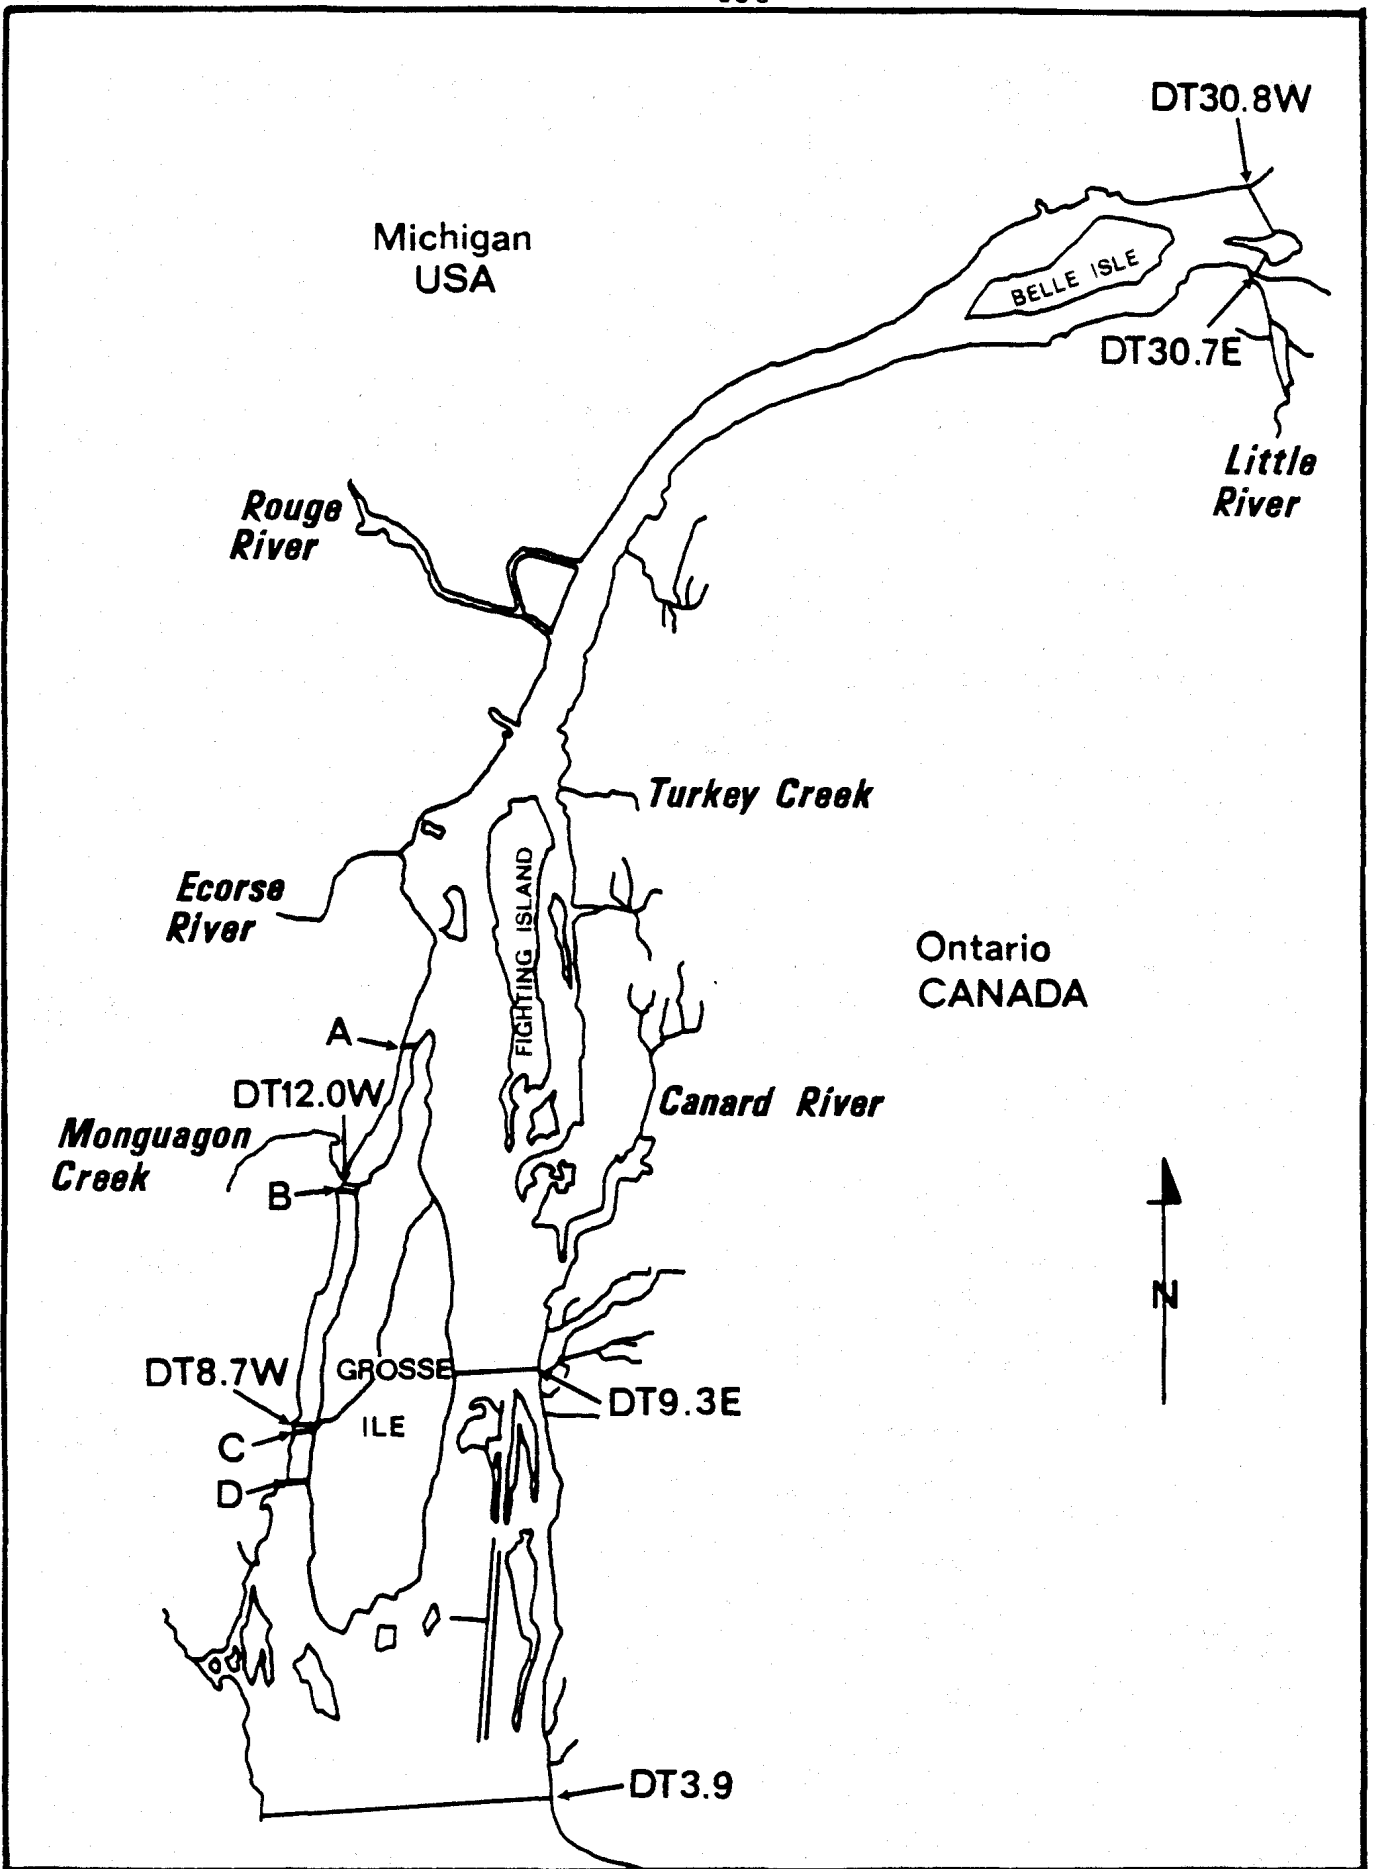 DT30.8W
Michigan
USA
BELLE ISLE
DT30.7E
Little
River
Rouge
River
Turkey Creek
Ecorse
River
FIGHTING ISLAND
Ontario
CANADA
A
DT12.0W
Canard River
Monguagon
Creek
B
N
DT8.7W
GROSSE
DT9.3E
ILE
C
D
DT3.9